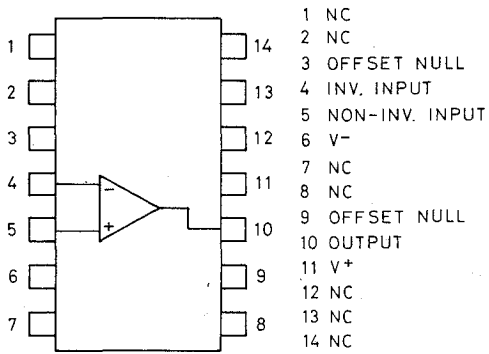 1
2
3
4
5
6
7
14
13
12
11
10
9
8
−
+
1 NC
2 NC
3 OFFSET NULL
4 INV. INPUT
5 NON-INV. INPUT
6 V−
7 NC
8 NC
9 OFFSET NULL
10 OUTPUT
11 V+
12 NC
13 NC
14 NC